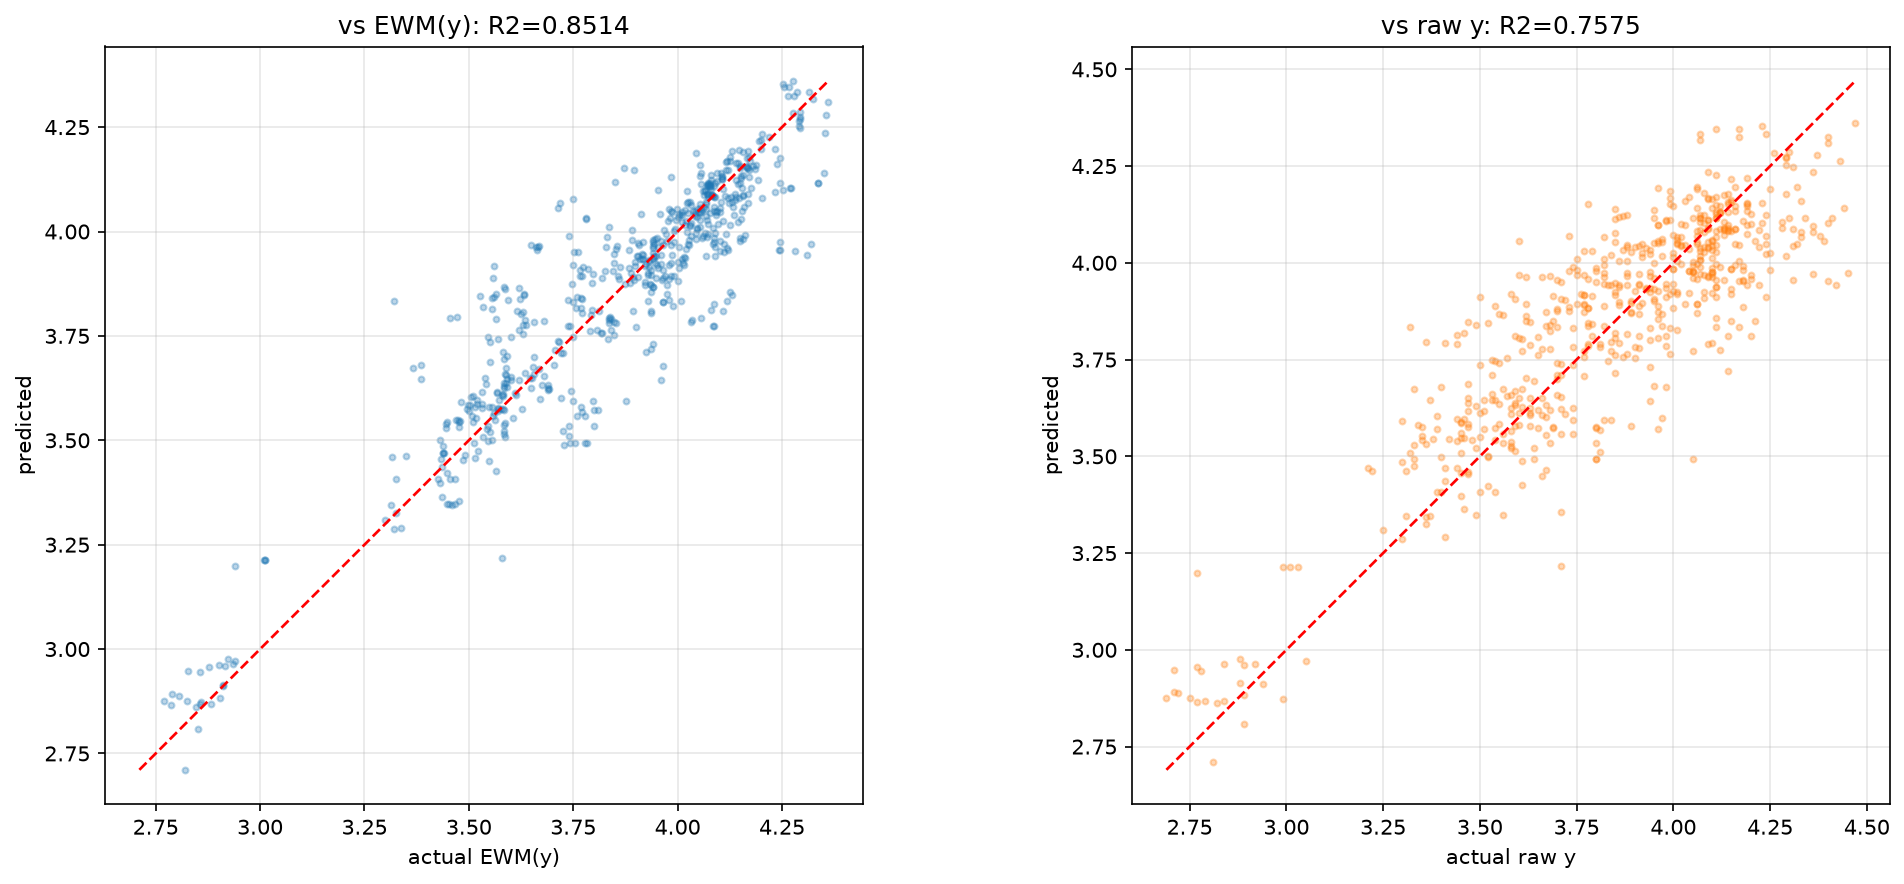 vs EWM(y): R2=0.8514
predicted
4.25
4.00
3.75
3.50
3.25
3.00
2.75
2.75 3.00 3.25 3.50 3.75 4.00 4.25
actual EWM(y)
vs raw y: R2=0.7575
predicted
4.50
4.25
4.00
3.75
3.50
3.25
3.00
2.75
2.75 3.00 3.25 3.50 3.75 4.00 4.25 4.50
actual raw y